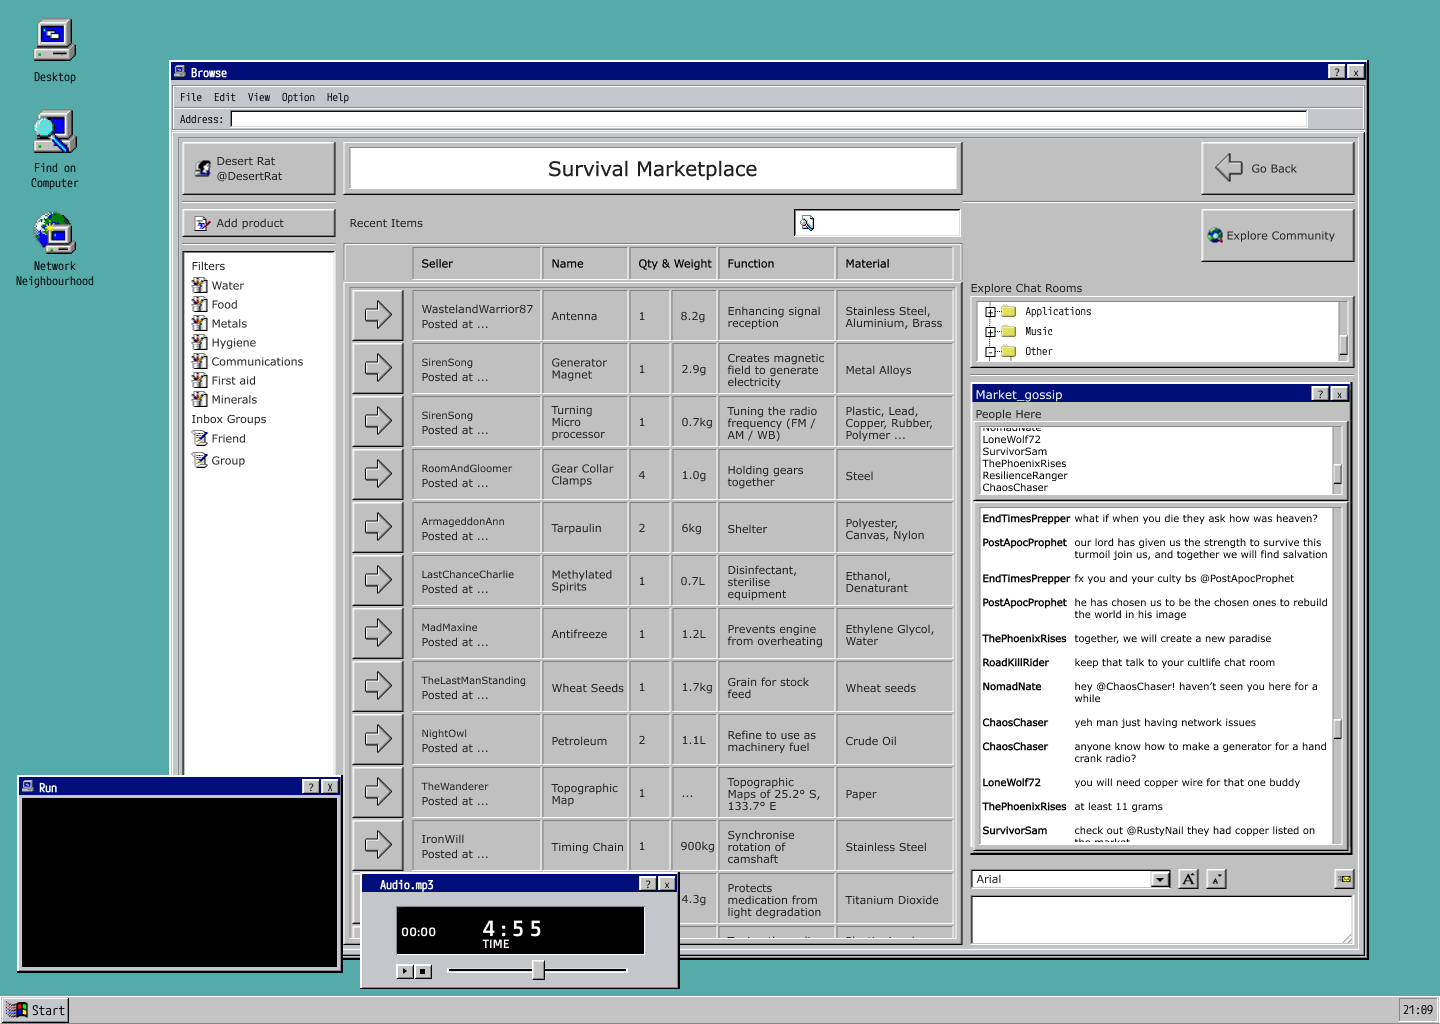 Desktop
Find on
Computer
Network
Neighbourhood
Browse
File Edit View Option Help
Address:
Desert Rat
@DesertRat
Survival Marketplace
Go Back
Add product
Recent Items
Explore Community
Filters
Water
Food
Metals
Hygiene
Communications
First aid
Minerals
Inbox Groups
Friend
Group
Seller Name Qty & Weight Function Material
WastelandWarrior87
Posted at ...
Antenna
1
8.2g
Enhancing signal
reception
Stainless Steel,
Aluminium, Brass
SirenSong
Posted at ...
Generator
Magnet
1
2.9g
Creates magnetic
field to generate
electricity
Metal Alloys
SirenSong
Posted at ...
Turning
Micro
processor
1
0.7kg
Tuning the radio
frequency (FM /
AM / WB)
Plastic, Lead,
Copper, Rubber,
Polymer ...
RoomAndGloomer
Posted at ...
Gear Collar
Clamps
4
1.0g
Holding gears
together
Steel
ArmageddonAnn
Posted at ...
Tarpaulin
2
6kg
Shelter
Polyester,
Canvas, Nylon
LastChanceCharlie
Posted at ...
Methylated
Spirits
1
0.7L
Disinfectant,
sterilise
equipment
Ethanol,
Denaturant
MadMaxine
Posted at ...
Antifreeze
1
1.2L
Prevents engine
from overheating
Ethylene Glycol,
Water
TheLastManStanding
Posted at ...
Wheat Seeds
1
1.7kg
Grain for stock
feed
Wheat seeds
NightOwl
Posted at ...
Petroleum
2
1.1L
Refine to use as
machinery fuel
Crude Oil
TheWanderer
Posted at ...
Topographic
Map
1
...
Topographic
Maps of 25.2° S,
133.7° E
Paper
IronWill
Posted at ...
Timing Chain
1
900kg
Synchronise
rotation of
camshaft
Stainless Steel
4.3g
Protects
medication from
light degradation
Titanium Dioxide
Explore Chat Rooms
Applications
Music
Other
Market_gossip
People Here
NomadNate
LoneWolf72
SurvivorSam
ThePhoenixRises
ResilienceRanger
ChaosChaser
EndTimesPrepper what if when you die they ask how was heaven?
PostApocProphet our lord has given us the strength to survive this
turmoil join us, and together we will find salvation
EndTimesPrepper fx you and your culty bs @PostApocProphet
PostApocProphet he has chosen us to be the chosen ones to rebuild
the world in his image
ThePhoenixRises together, we will create a new paradise
RoadKillRider keep that talk to your cultlife chat room
NomadNate hey @ChaosChaser! haven't seen you here for a
while
ChaosChaser yeh man just having network issues
ChaosChaser anyone know how to make a generator for a hand
crank radio?
LoneWolf72 you will need copper wire for that one buddy
ThePhoenixRises at least 11 grams
SurvivorSam check out @RustyNail they had copper listed on
the market
Arial
A A
Run
Audio.mp3
00:00
4:55
TIME
Start
21:09